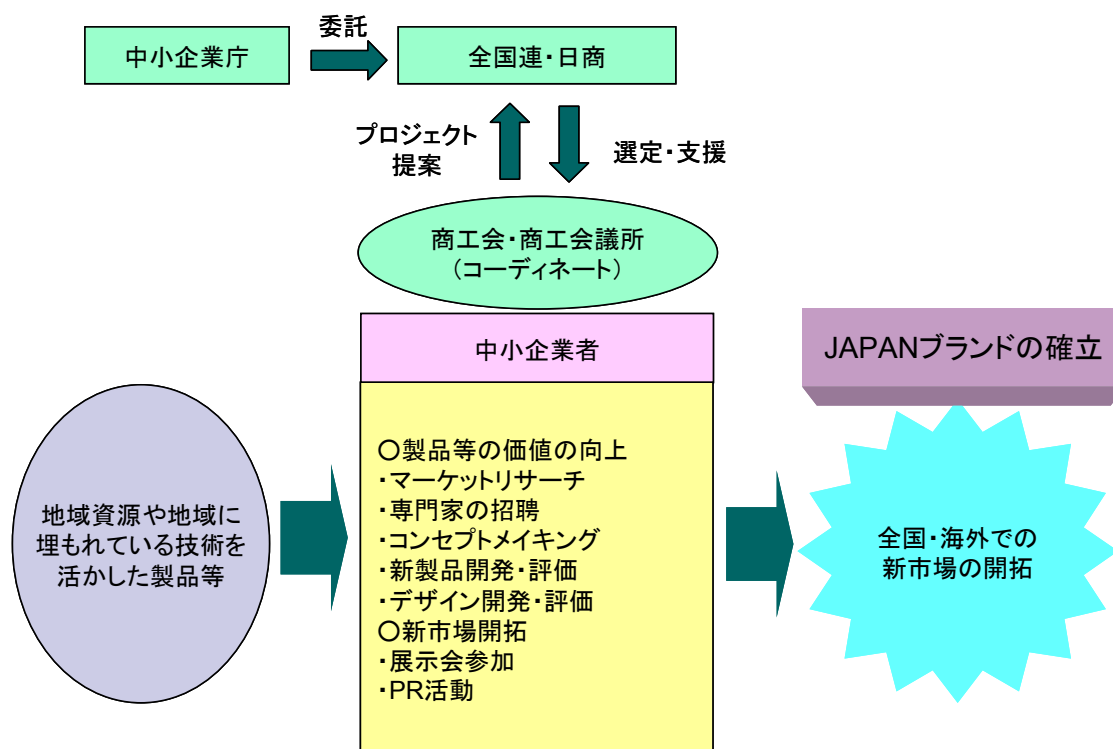 委託
中小企業庁
全国連・日商
プロジェクト
提案
選定・支援
商工会・商工会議所
（コーディネート）
中小企業者
JAPANブランドの確立
○製品等の価値の向上
・マーケットリサーチ
・専門家の招聘
・コンセプトメイキング
・新製品開発・評価
・デザイン開発・評価
○新市場開拓
・展示会参加
・PR活動
地域資源や地域に
埋もれている技術を
活かした製品等
全国・海外での
新市場の開拓